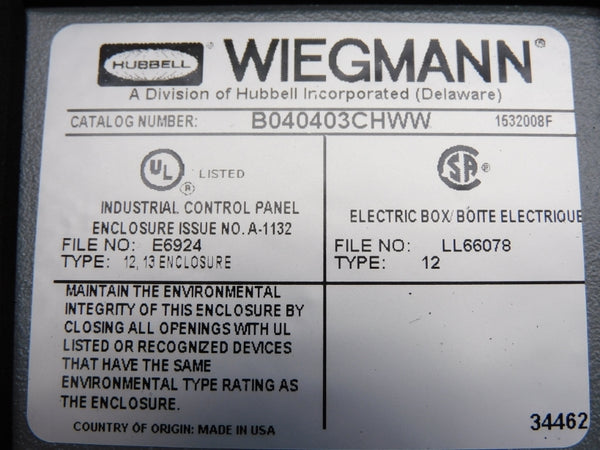 HUBBELL WIEGMANN®
A Division of Hubbell Incorporated (Delaware)
CATALOG NUMBER: B040403CHWW 1532008F
UL ® LISTED
INDUSTRIAL CONTROL PANEL
ENCLOSURE ISSUE NO. A-1132
FILE NO: E6924
TYPE: 12, 13 ENCLOSURE
SA ®
ELECTRIC BOX/BOITE ELECTRIQUE
FILE NO: LL66078
TYPE: 12
MAINTAIN THE ENVIRONMENTAL
INTEGRITY OF THIS ENCLOSURE BY
CLOSING ALL OPENINGS WITH UL
LISTED OR RECOGNIZED DEVICES
THAT HAVE THE SAME
ENVIRONMENTAL TYPE RATING AS
THE ENCLOSURE.
COUNTRY OF ORIGIN: MADE IN USA
34462